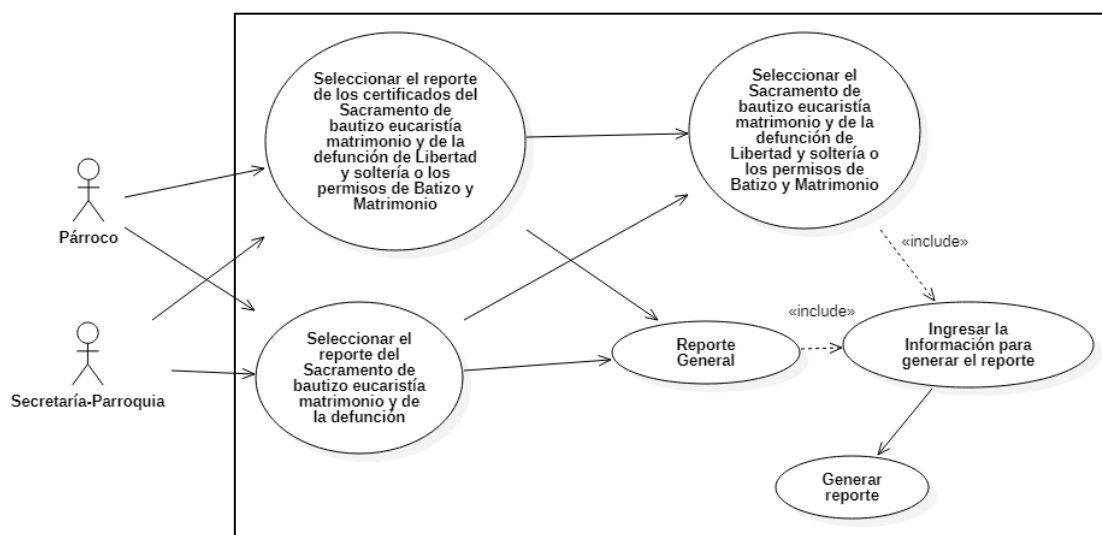 Seleccionar el reporte
de los certificados del
Sacramento de
bautizo eucaristía
matrimonio y de la
defunción de Libertad
y soltería o los
permisos de Batizo y
Matrimonio
Seleccionar el
Sacramento de
bautizo eucaristía
matrimonio y de la
defunción de
Libertad y soltería o
los permisos de
Batizo y Matrimonio
Párroco
«include»
Secretaría-Parroquia
Seleccionar el
reporte del
Sacramento de
bautizo eucaristía
matrimonio y de
la defunción
Reporte
General
«include»
Ingresar la
Información para
generar el reporte
Generar
reporte